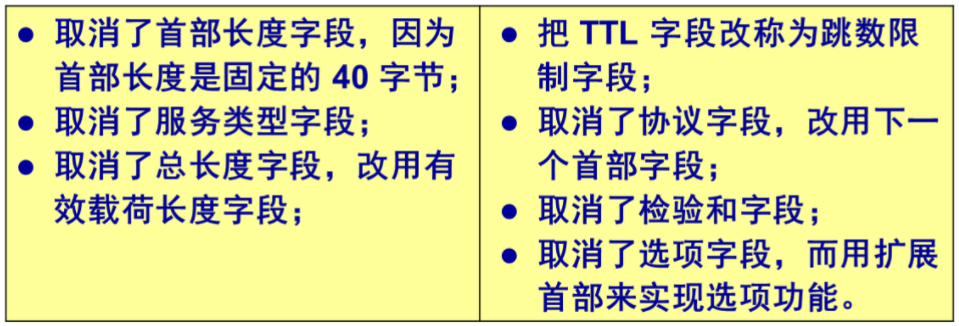 ● 取消了首部长度字段，因为
首部长度是固定的 40 字节；
● 取消了服务类型字段；
● 取消了总长度字段，改用有
效载荷长度字段；
● 把 TTL 字段改称为跳数限
制字段；
● 取消了协议字段，改用下一
个首部字段；
● 取消了检验和字段；
● 取消了选项字段，而用扩展
首部来实现选项功能。